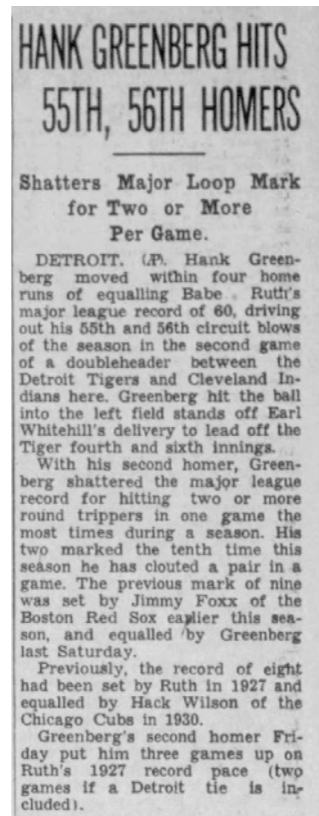 HANK GREENBERG HITS
55TH, 56TH HOMERS
Shatters Major Loop Mark
for Two or More
Per Game.
DETROIT. (AP). Hank Green-
berg moved within four home
runs of equalling Babe Ruth's
major league record of 60, driving
out his 55th and 56th circuit blows
of the season in the second game
of a doubleheader between the
Detroit Tigers and Cleveland In-
dians here. Greenberg hit the ball
into the left field stands off Earl
Whitehill's delivery to lead off the
Tiger fourth and sixth innings.
With his second homer, Green-
berg shattered the major league
record for hitting two or more
round trippers in one game the
most times during a season. His
two marked the tenth time this
season he has clouted a pair in a
game. The previous mark of nine
was set by Jimmy Foxx of the
Boston Red Sox earlier this sea-
son, and equalled by Greenberg
last Saturday.
Previously, the record of eight
had been set by Ruth in 1927 and
equalled by Hack Wilson of the
Chicago Cubs in 1930.
Greenberg's second homer Fri-
day put him three games up on
Ruth's 1927 record pace (two
games if a Detroit tie is in-
cluded).